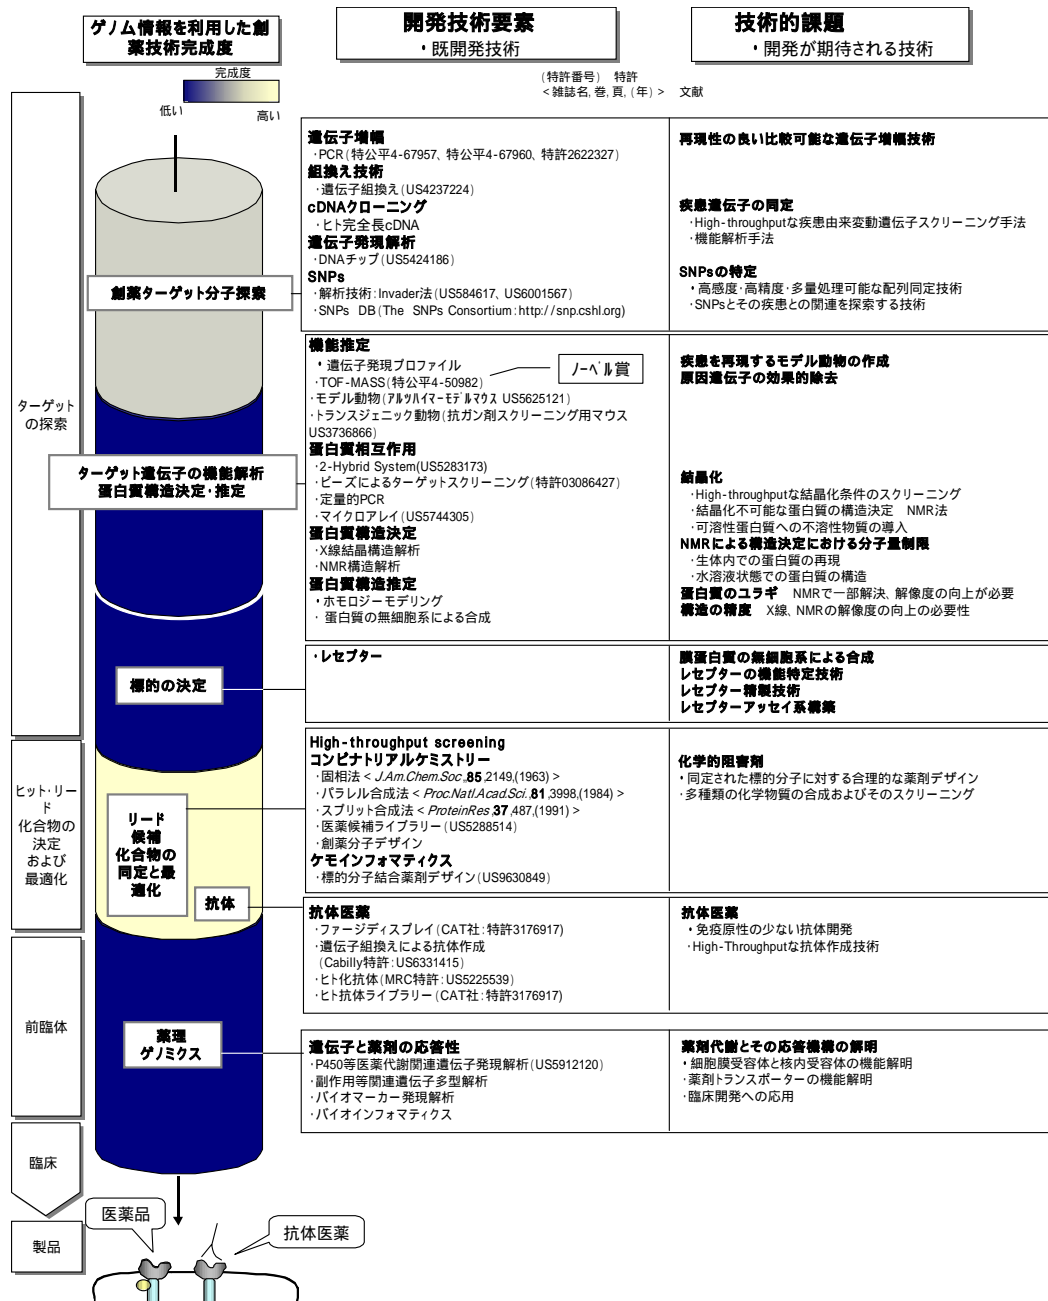 ゲノム情報を利用した創
薬技術完成度
開発技術要素
・既開発技術
技術的課題
・開発が期待される技術
完成度
低い
高い
(特許番号) 特許
<雑誌名,巻,頁,(年)> 文献
ターゲット
の探索
創薬ターゲット分子探索
遺伝子増幅
・PCR(特公平4-67957、特公平4-67960、特許2622327)
組換え技術
・遺伝子組換え(US4237224)
cDNAクローニング
・ヒト完全長cDNA
遺伝子発現解析
・DNAチップ(US5424186)
SNPs
・解析技術:Invader法(US584617、US6001567)
・SNPs DB(The SNPs Consortium:http://snp.cshl.org)
再現性の良い比較可能な遺伝子増幅技術
疾患遺伝子の同定
・High-throughputな疾患由来変動遺伝子スクリーニング手法
・機能解析手法
SNPsの特定
・高感度・高精度・多量処理可能な配列同定技術
・SNPsとその疾患との関連を探索する技術
ターゲット遺伝子の機能解析
蛋白質構造決定・推定
機能推定
・遺伝子発現プロファイル
・TOF-MASS(特公平4-50982)
ノーベル賞
・モデル動物(アルツハイマーモデルマウス US5625121)
・トランスジェニック動物(抗ガン剤スクリーニング用マウス
US3736866)
蛋白質相互作用
・2-Hybrid System(US5283173)
・ビーズによるターゲットスクリーニング(特許03086427)
・定量的PCR
・マイクロアレイ(US5744305)
蛋白質構造決定
・X線結晶構造解析
・NMR構造解析
蛋白質構造推定
・ホモロジーモデリング
・ 蛋白質の無細胞系による合成
疾患を再現するモデル動物の作成
原因遺伝子の効果的除去
結晶化
・High-throughputな結晶化条件のスクリーニング
・結晶化不可能な蛋白質の構造決定 NMR法
・可溶性蛋白質への不溶性物質の導入
NMRによる構造決定における分子量制限
・生体内での蛋白質の再現
・水溶液状態での蛋白質の構造
蛋白質のユラギ NMRで一部解決、解像度の向上が必要
構造の精度 X線、NMRの解像度の向上の必要性
標的の決定
・レセプター
膜蛋白質の無細胞系による合成
レセプターの機能特定技術
レセプター精製技術
レセプターアッセイ系構築
ヒット・リー
ド
化合物の
決定
および
最適化
リード
候補
化合物の
同定と最
適化
抗体
High-throughput screening
コンビナトリアルケミストリー
・固相法<J.Am.Chem.Soc,85,2149,(1963)>
・パラレル合成法<Proc.Natl.Acad.Sci.,81,3998,(1984)>
・スプリット合成法<ProteinRes,37,487,(1991)>
・医薬候補ライブラリー(US5288514)
・創薬分子デザイン
ケモインフォマティクス
・標的分子結合薬剤デザイン(US9630849)
化学的阻害剤
・同定された標的分子に対する合理的な薬剤デザイン
・多種類の化学物質の合成およびそのスクリーニング
抗体医薬
・ファージディスプレイ(CAT社:特許3176917)
・遺伝子組換えによる抗体作成
(Cabilly特許:US6331415)
・ヒト化抗体(MRC特許:US5225539)
・ヒト抗体ライブラリー(CAT社:特許3176917)
抗体医薬
・免疫原性の少ない抗体開発
・High-Throughputな抗体作成技術
前臨体
薬理
ゲノミクス
遺伝子と薬剤の応答性
・P450等医薬代謝関連遺伝子発現解析(US5912120)
・副作用等関連遺伝子多型解析
・バイオマーカー発現解析
・バイオインフォマティクス
薬剤代謝とその応答機構の解明
・細胞膜受容体と核内受容体の機能解明
・薬剤トランスポーターの機能解明
・臨床開発への応用
臨床
製品
医薬品
抗体医薬